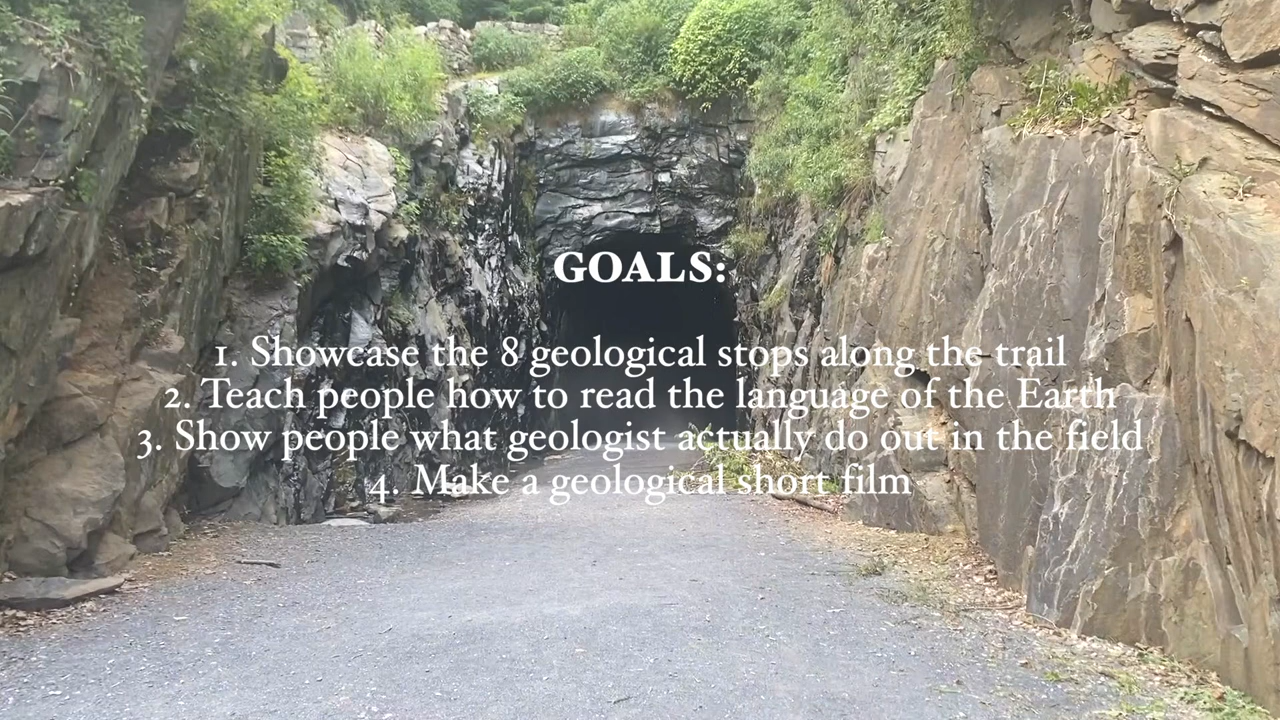 GOALS:
1. Showcase the 8 geological stops along the trail
2. Teach people how to read the language of the Earth
3. Show people what geologist actually do out in the field
4. Make a geological short film